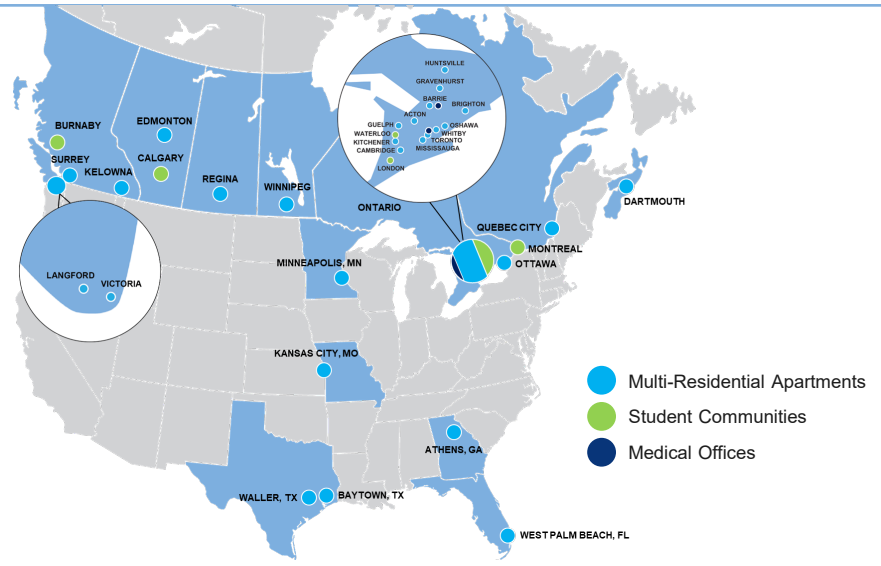 HUNTSVILLE
GRAVENHURST
BARRIE
BRIGHTON
ACTON
GUELPH
OSHAWA
WATERLOO
WHITBY
KITCHENER
TORONTO
CAMBRIDGE
MISSISSAUGA
LONDON
BURNABY
EDMONTON
SURREY
CALGARY
KELOWNA
REGINA
WINNIPEG
ONTARIO
DARTMOUTH
QUEBEC CITY
MONTREAL
OTTAWA
LANGFORD
VICTORIA
MINNEAPOLIS, MN
KANSAS CITY, MO
Multi-Residential Apartments
Student Communities
Medical Offices
ATHENS, GA
WALLER, TX
BAYTOWN, TX
WEST PALM BEACH, FL